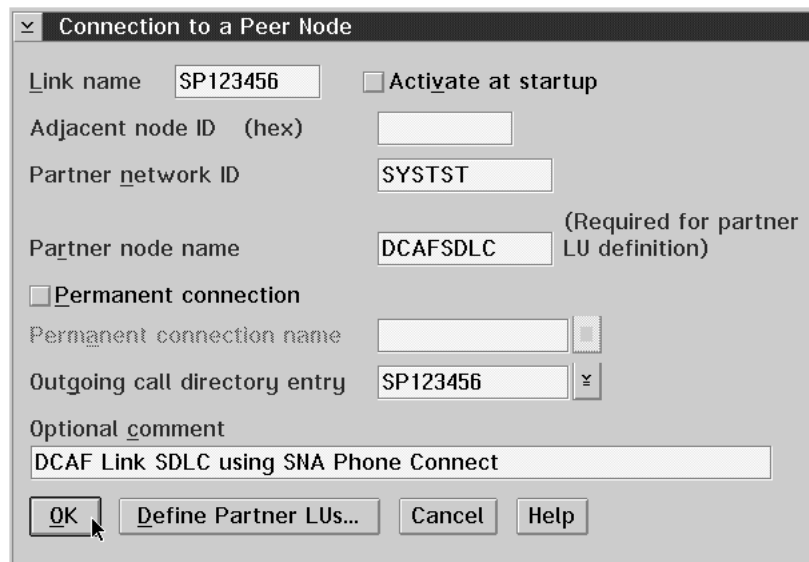 Connection to a Peer Node
Link name SP123456 Activate at startup
Adjacent node ID (hex)
Partner network ID SYSTST
(Required for partner
Partner node name DCAFSDLC LU definition)
Permanent connection
Permanent connection name
Outgoing call directory entry SP123456
Optional comment
DCAF Link SDLC using SNA Phone Connect
OK Define Partner LUs... Cancel Help